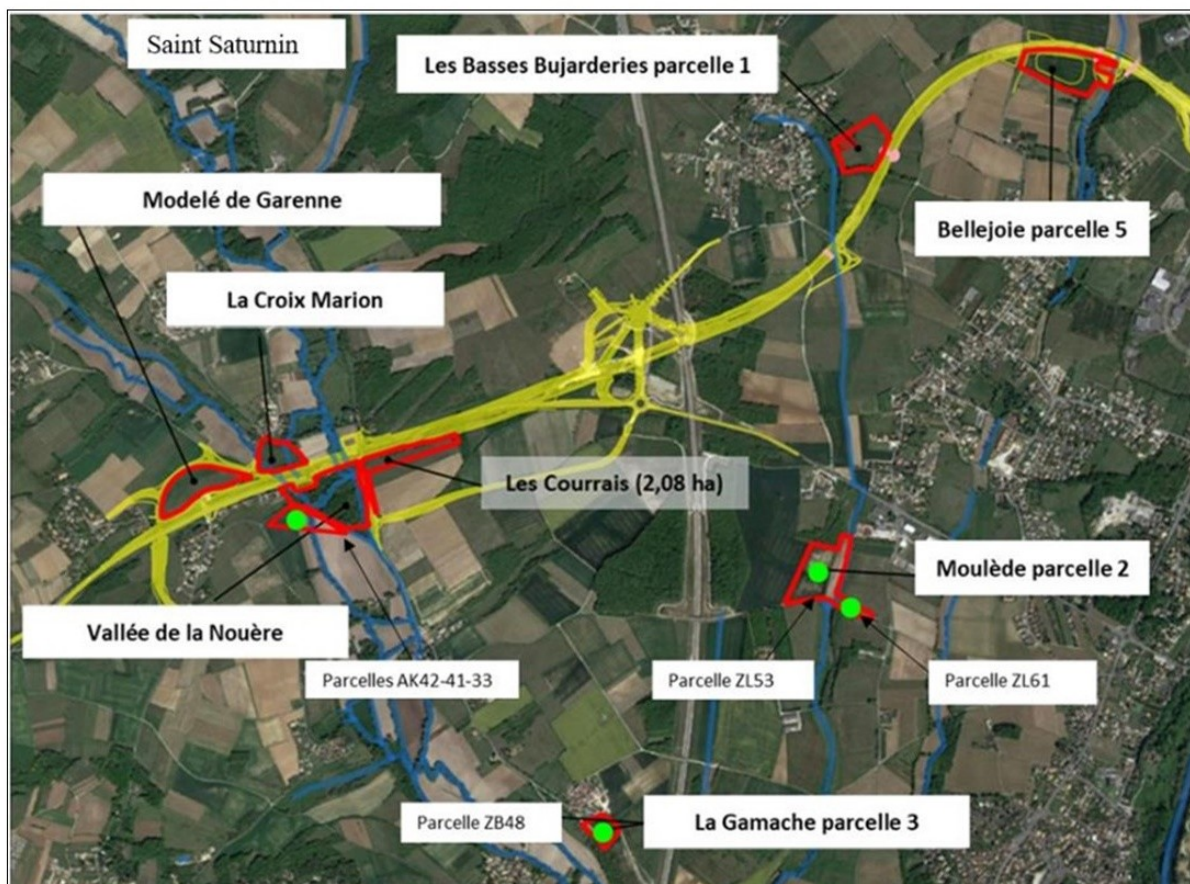 Saint Saturnin
Les Basses Bujarderies parcelle 1
Modelé de Garenne
Bellejoie parcelle 5
La Croix Marion
Les Courrais (2,08 ha)
Moulède parcelle 2
Vallée de la Nouère
Parcelles AK42-41-33
Parcelle ZL53
Parcelle ZL61
Parcelle ZB48
La Gamache parcelle 3